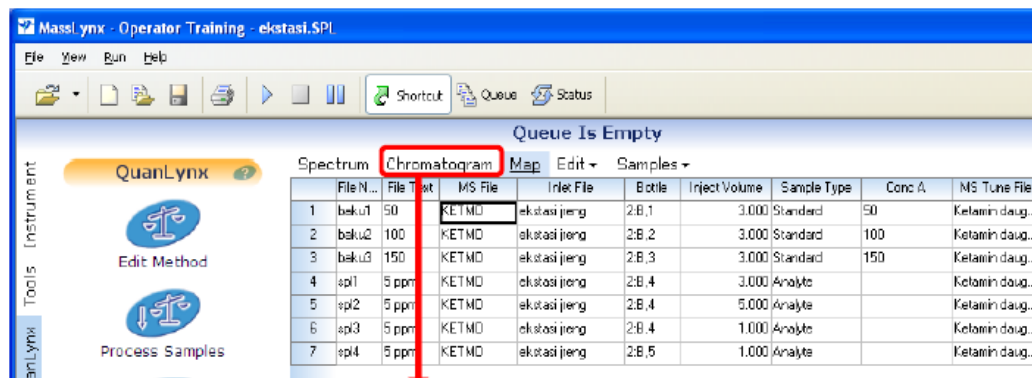 MassLynx - Operator Training - ekstasi.SPL
File View Run Help
Shortcut Queue Status
Queue Is Empty
Instrument
Tools
QuanLynx
Edit Method
Process Samples
Spectrum Chromatogram Map Edit Samples
File N... File Text MS File Inlet File Bottle Inject Volume Sample Type Conc A MS Tune File
1 baku1 50 KETMD ekstasi jreng 2:B,1 3.000 Standard 50 Ketamin daug..
2 baku2 100 KETMD ekstasi jreng 2:B,2 3.000 Standard 100 Ketamin daug..
3 baku3 150 KETMD ekstasi jreng 2:B,3 3.000 Standard 150 Ketamin daug..
4 spl1 5 ppm KETMD ekstasi jreng 2:B,4 3.000 Analyte Ketamin daug..
5 spl2 5 ppm KETMD ekstasi jreng 2:B,4 5.000 Analyte Ketamin daug..
6 spl3 5 ppm KETMD ekstasi jreng 2:B,4 1.000 Analyte Ketamin daug..
7 spl4 5 ppm KETMD ekstasi jreng 2:B,5 1.000 Analyte Ketamin daug..